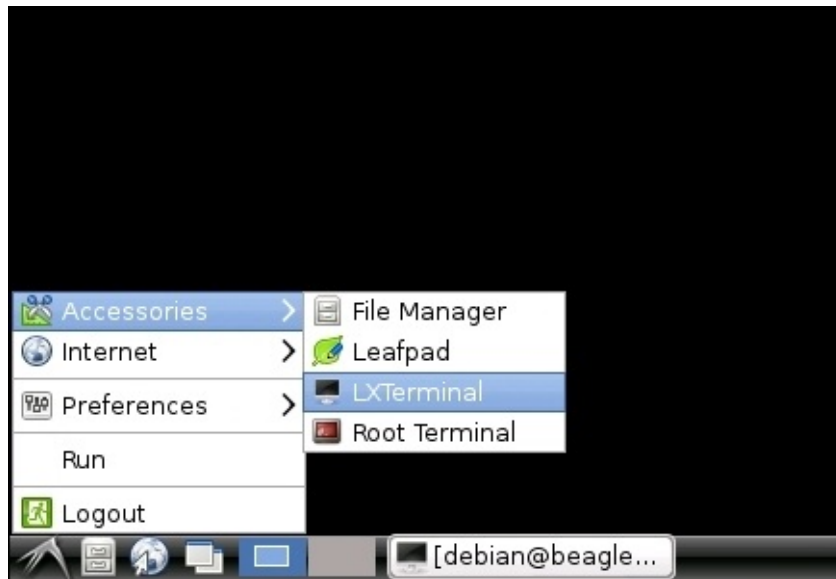 Accessories
Internet
Preferences
Run
Logout
File Manager
Leafpad
LXTerminal
Root Terminal
[debian@beagle...